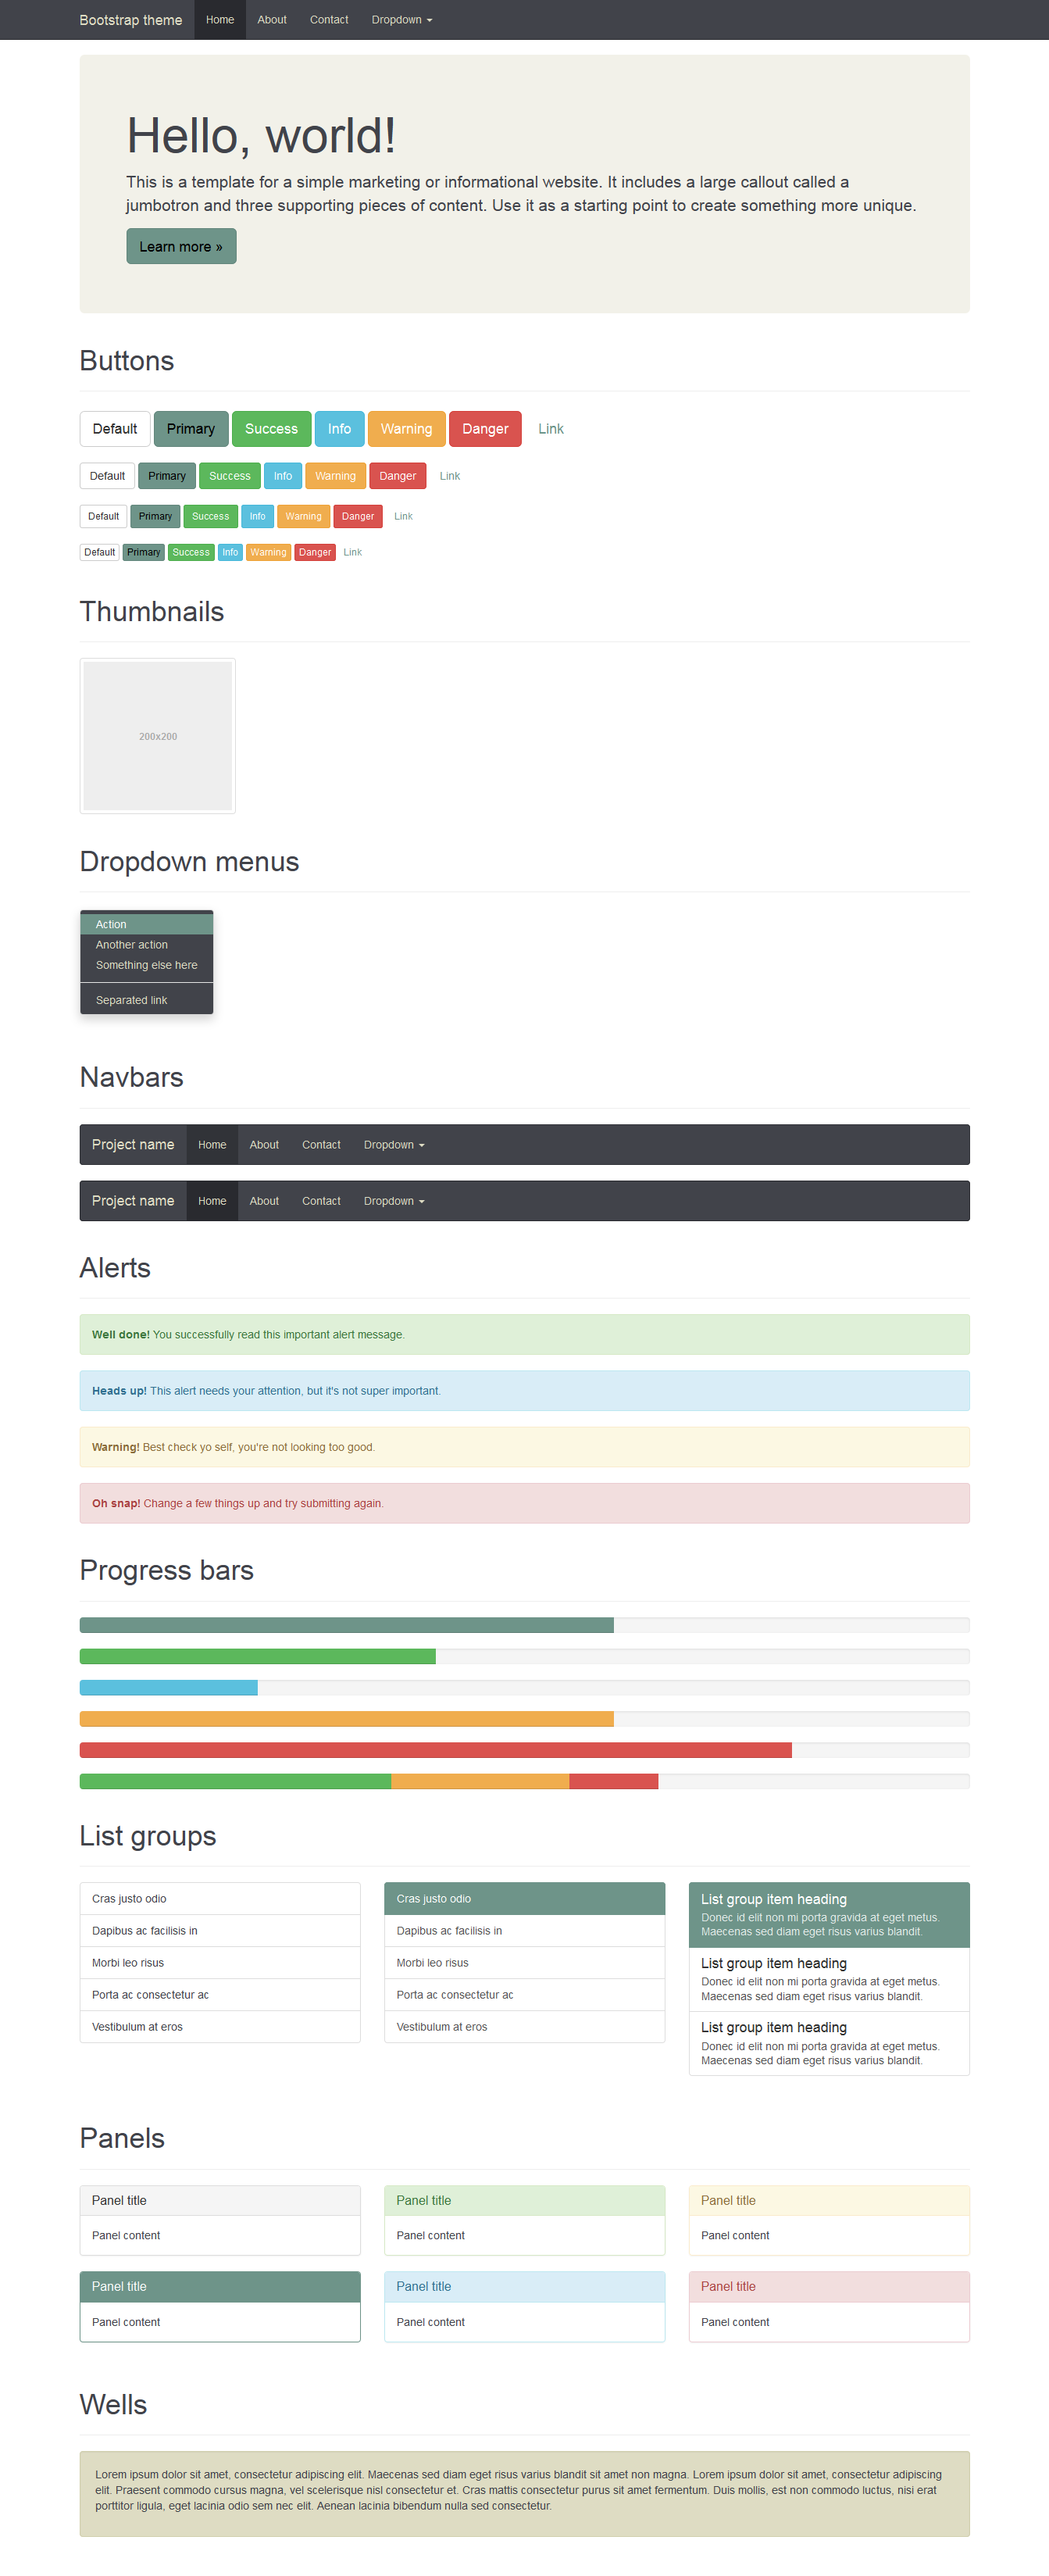 Bootstrap theme Home About Contact Dropdown
Hello, world!
This is a template for a simple marketing or informational website. It includes a large callout called a
jumbotron and three supporting pieces of content. Use it as a starting point to create something more unique.
Learn more »
Buttons
Default Primary Success Info Warning Danger Link
Default Primary Success Info Warning Danger Link
Default Primary Success Info Warning Danger Link
Default Primary Success Info Warning Danger Link
Thumbnails
200x200
Dropdown menus
Action
Another action
Something else here
Separated link
Navbars
Project name Home About Contact Dropdown
Project name Home About Contact Dropdown
Alerts
Well done! You successfully read this important alert message.
Heads up! This alert needs your attention, but it's not super important.
Warning! Best check yo self, you're not looking too good.
Oh snap! Change a few things up and try submitting again.
Progress bars
List groups
Cras justo odio
Dapibus ac facilisis in
Morbi leo risus
Porta ac consectetur ac
Vestibulum at eros
Cras justo odio
Dapibus ac facilisis in
Morbi leo risus
Porta ac consectetur ac
Vestibulum at eros
List group item heading
Donec id elit non mi porta gravida at eget metus.
Maecenas sed diam eget risus varius blandit.
List group item heading
Donec id elit non mi porta gravida at eget metus.
Maecenas sed diam eget risus varius blandit.
List group item heading
Donec id elit non mi porta gravida at eget metus.
Maecenas sed diam eget risus varius blandit.
Panels
Panel title
Panel content
Panel title
Panel content
Panel title
Panel content
Panel title
Panel content
Panel title
Panel content
Panel title
Panel content
Wells
Lorem ipsum dolor sit amet, consectetur adipiscing elit. Maecenas sed diam eget risus varius blandit sit amet non magna. Lorem ipsum dolor sit amet, consectetur adipiscing
elit. Praesent commodo cursus magna, vel scelerisque nisl consectetur et. Cras mattis consectetur purus sit amet fermentum. Duis mollis, est non commodo luctus, nisi erat
porttitor ligula, eget lacinia odio sem nec elit. Aenean lacinia bibendum nulla sed consectetur.